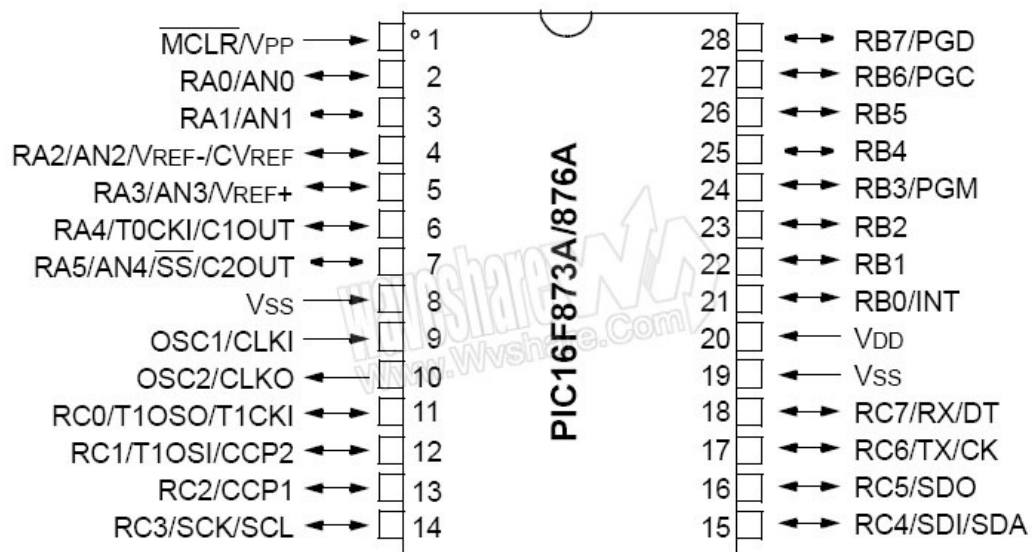 MCLR/VPP 1 28 RB7/PGD
RA0/AN0 2 27 RB6/PGC
RA1/AN1 3 26 RB5
RA2/AN2/VREF-/CVREF 4 25 RB4
RA3/AN3/VREF+ 5 24 RB3/PGM
RA4/T0CKI/C1OUT 6 23 RB2
RA5/AN4/SS/C2OUT 7 22 RB1
VSS 8 21 RB0/INT
OSC1/CLKI 9 20 VDD
OSC2/CLKO 10 19 VSS
RC0/T1OSO/T1CKI 11 18 RC7/RX/DT
RC1/T1OSI/CCP2 12 17 RC6/TX/CK
RC2/CCP1 13 16 RC5/SDO
RC3/SCK/SCL 14 15 RC4/SDI/SDA
PIC16F873A/876A
wavnshare
Www.Wvshare.Com